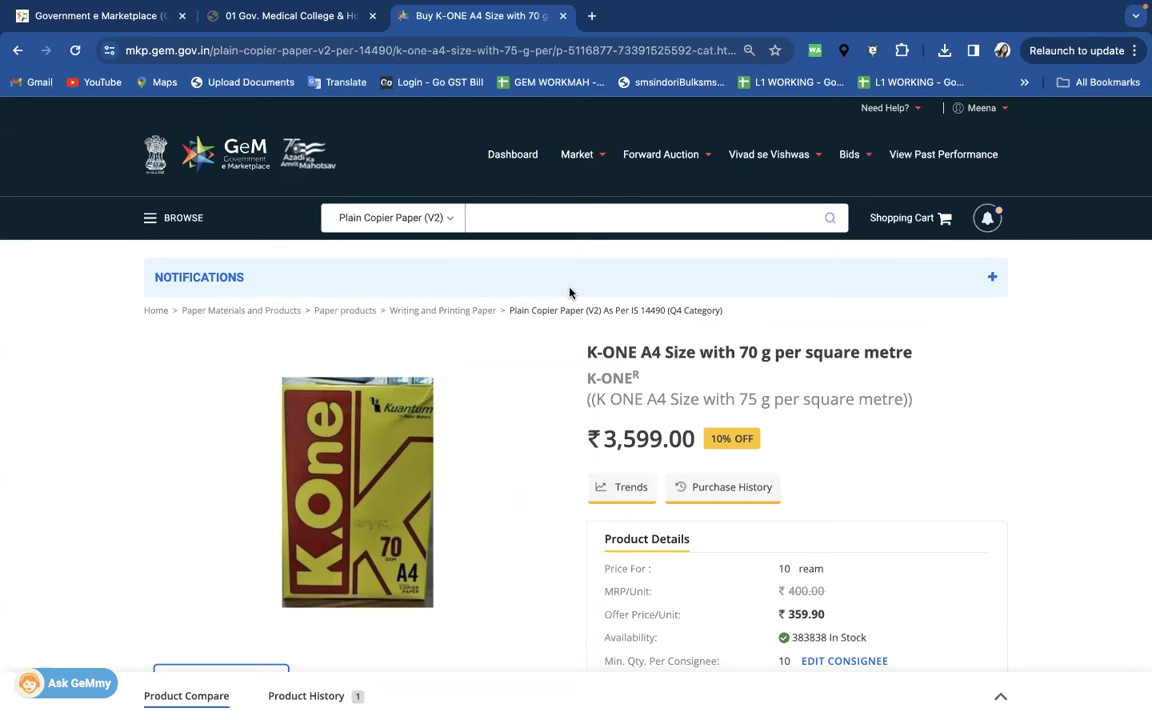 Government e Marketplace (G
01 Gov. Medical College & Ho
Buy K-ONE A4 Size with 70 g
mkp.gem.gov.in/plain-copier-paper-v2-per-14490/k-one-a4-size-with-75-g-per/p-5116877-73391525592-cat.ht...
WA
Relaunch to update
Gmail
YouTube
Maps
Upload Documents
Translate
Login - Go GST Bill
GEM WORKMAH -...
smsindoriBulksms...
L1 WORKING - Go...
L1 WORKING - Go...
All Bookmarks
Need Help?
Meena
GeM
Government
e Marketplace
Azadi Ka
Amrit Mahotsav
Dashboard
Market
Forward Auction
Vivad se Vishwas
Bids
View Past Performance
BROWSE
Plain Copier Paper (V2)
Shopping Cart
NOTIFICATIONS
+
Home > Paper Materials and Products > Paper products > Writing and Printing Paper > Plain Copier Paper (V2) As Per IS 14490 (Q4 Category)
K-ONE A4 Size with 70 g per square metre
K-ONE R
((K ONE A4 Size with 75 g per square metre))
₹ 3,599.00 10% OFF
Trends
Purchase History
Kuantum
K.One
70
GSM
A4
COPIER
PAPER
Product Details
Price For : 10 ream
MRP/Unit: ₹ 400.00
Offer Price/Unit: ₹ 359.90
Availability: 383838 In Stock
Min. Qty. Per Consignee: 10 EDIT CONSIGNEE
Ask GeMmy
Product Compare
Product History 1